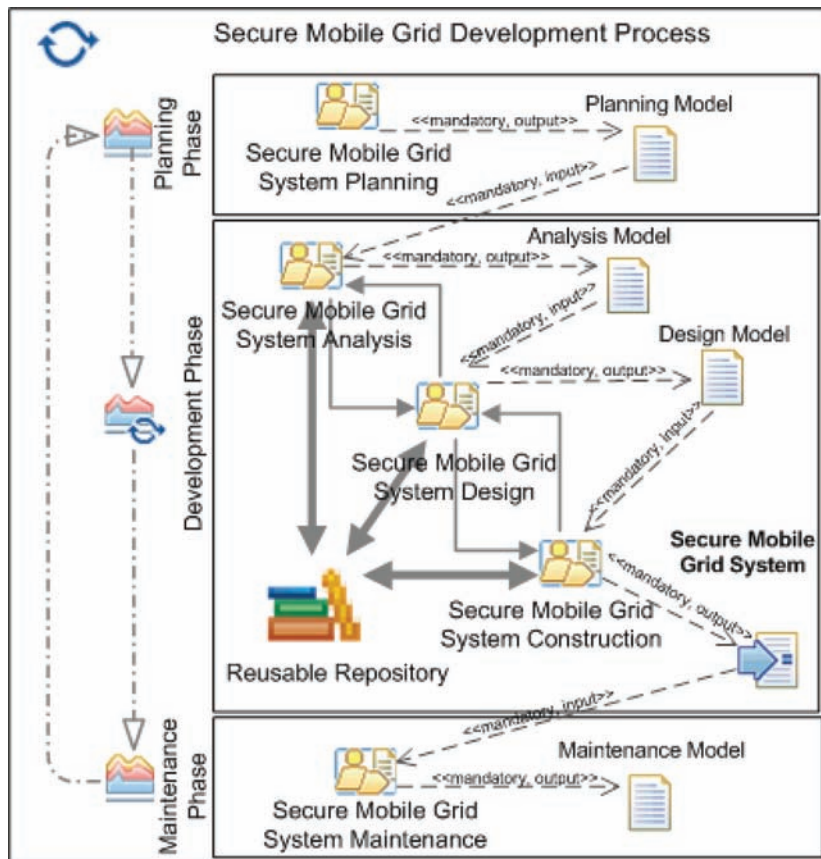 Secure Mobile Grid Development Process
Planning
Phase
<<mandatory, output>>
Planning Model
Secure Mobile Grid
System Planning
<<mandatory, input>>
Development Phase
Analysis Model
<<mandatory, output>>
Secure Mobile Grid
System Analysis
<<mandatory, input>>
Design Model
<<mandatory, output>>
Secure Mobile Grid
System Design
<<mandatory, input>>
Secure Mobile
Grid System
<<mandatory, output>>
Secure Mobile Grid
System Construction
Reusable Repository
<<mandatory, input>>
Maintenance
Phase
Maintenance Model
<<mandatory, output>>
Secure Mobile Grid
System Maintenance